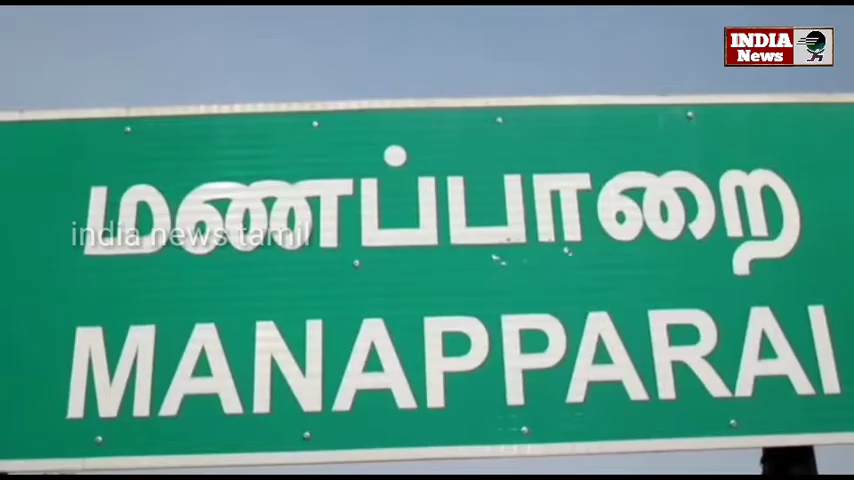 INDIA
News
மணப்பாறை
india news tamil
MANAPPARAI